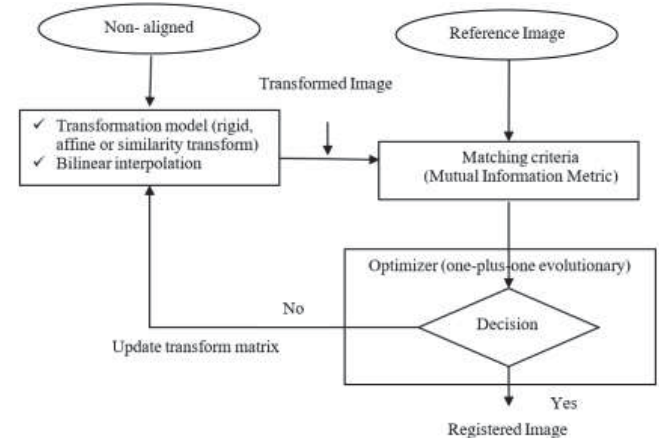 Non- aligned
Reference Image
Transformed Image
✓ Transformation model (rigid,
affine or similarity transform)
✓ Bilinear interpolation
Matching criteria
(Mutual Information Metric)
Optimizer (one-plus-one evolutionary)
No
Decision
Update transform matrix
Yes
Registered Image